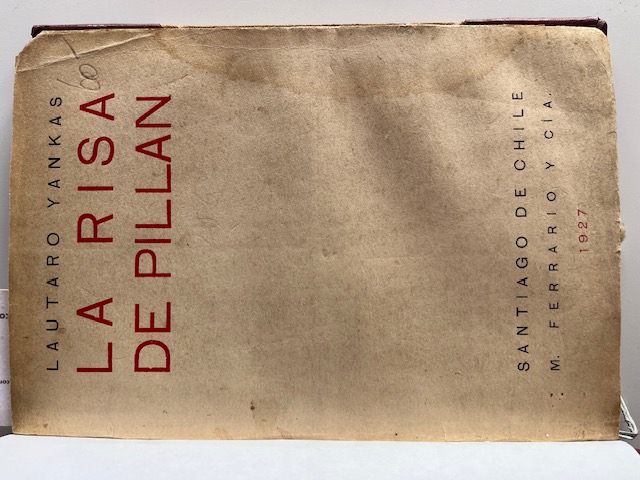 LAUTARO YANKAS
LA RISA
DE PILLAN
SANTIAGO DE CHILE
M. FERRARIO Y CIA.
1927